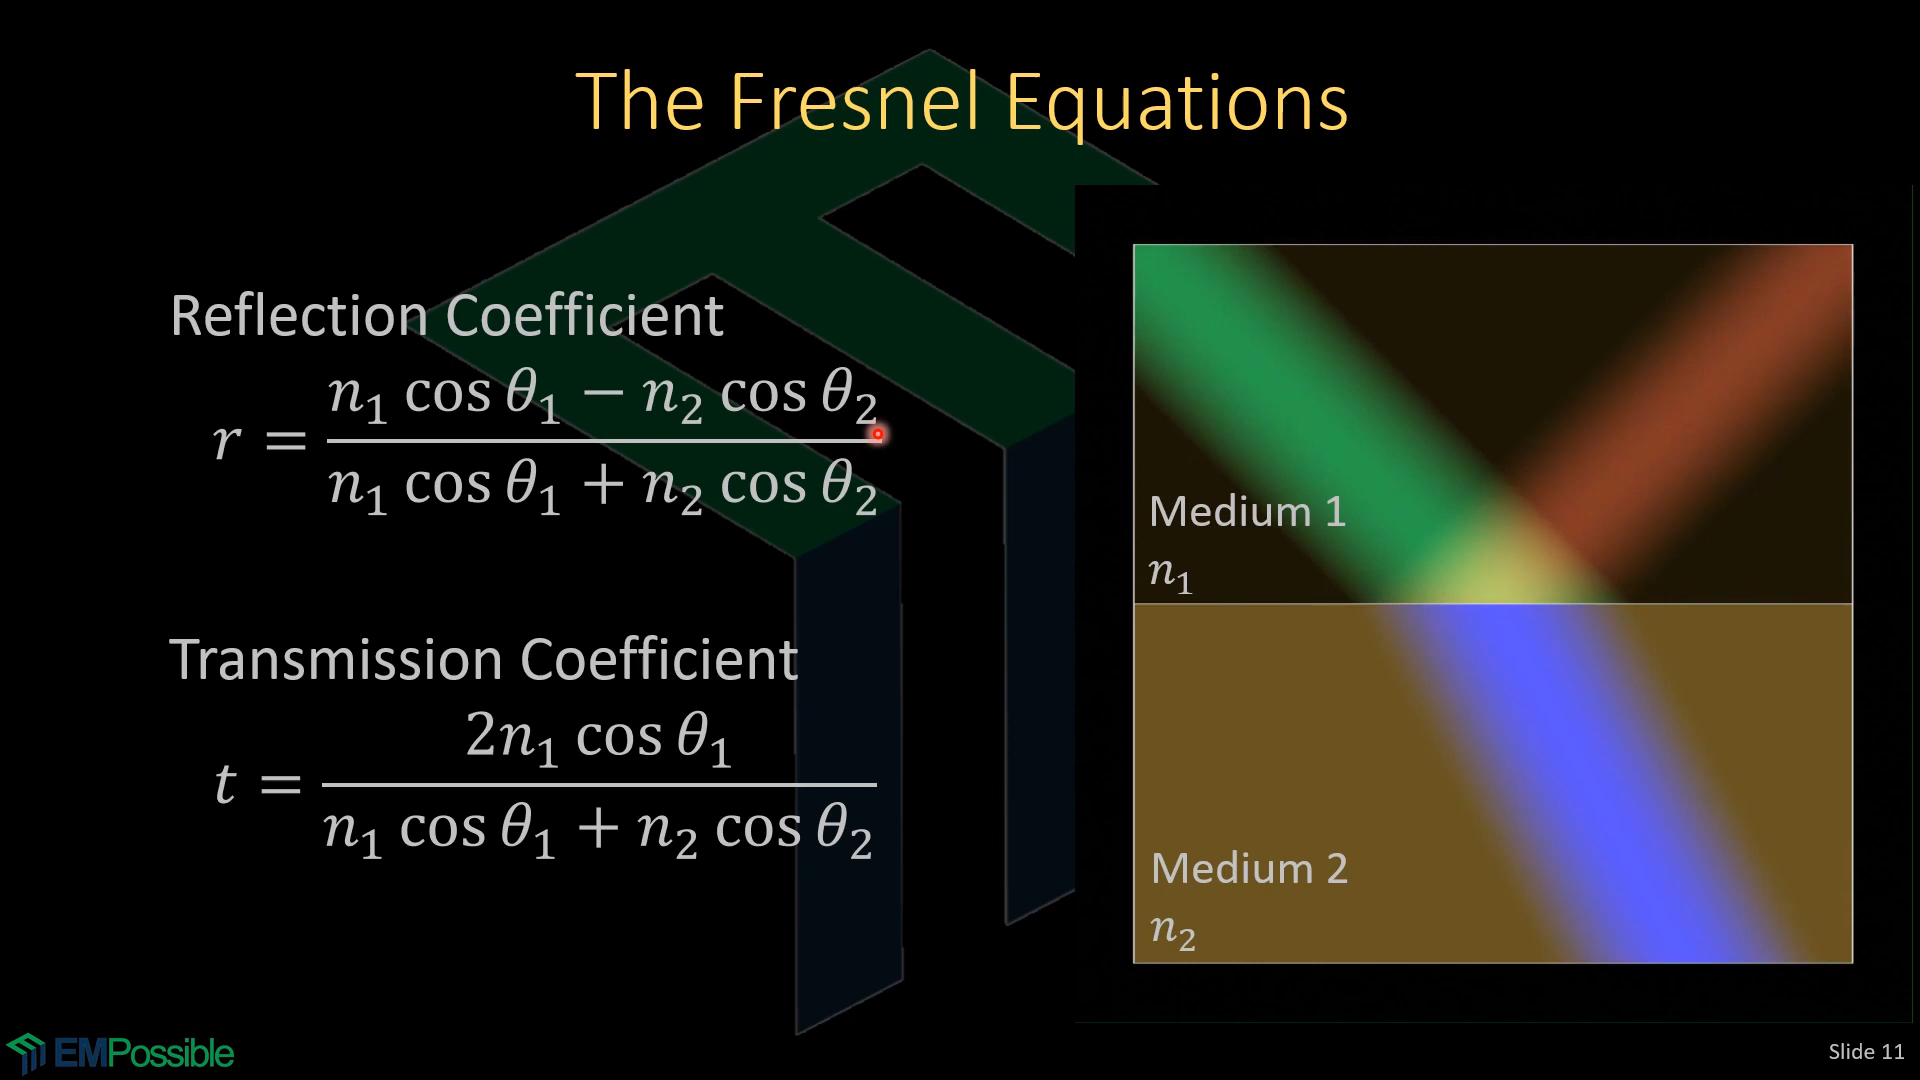 The Fresnel Equations
Reflection Coefficient
r = (n₁ cos θ₁ − n₂ cos θ₂) / (n₁ cos θ₁ + n₂ cos θ₂)
Transmission Coefficient
t = 2n₁ cos θ₁ / (n₁ cos θ₁ + n₂ cos θ₂)
Medium 1
n₁
Medium 2
n₂
EMPossible
Slide 11